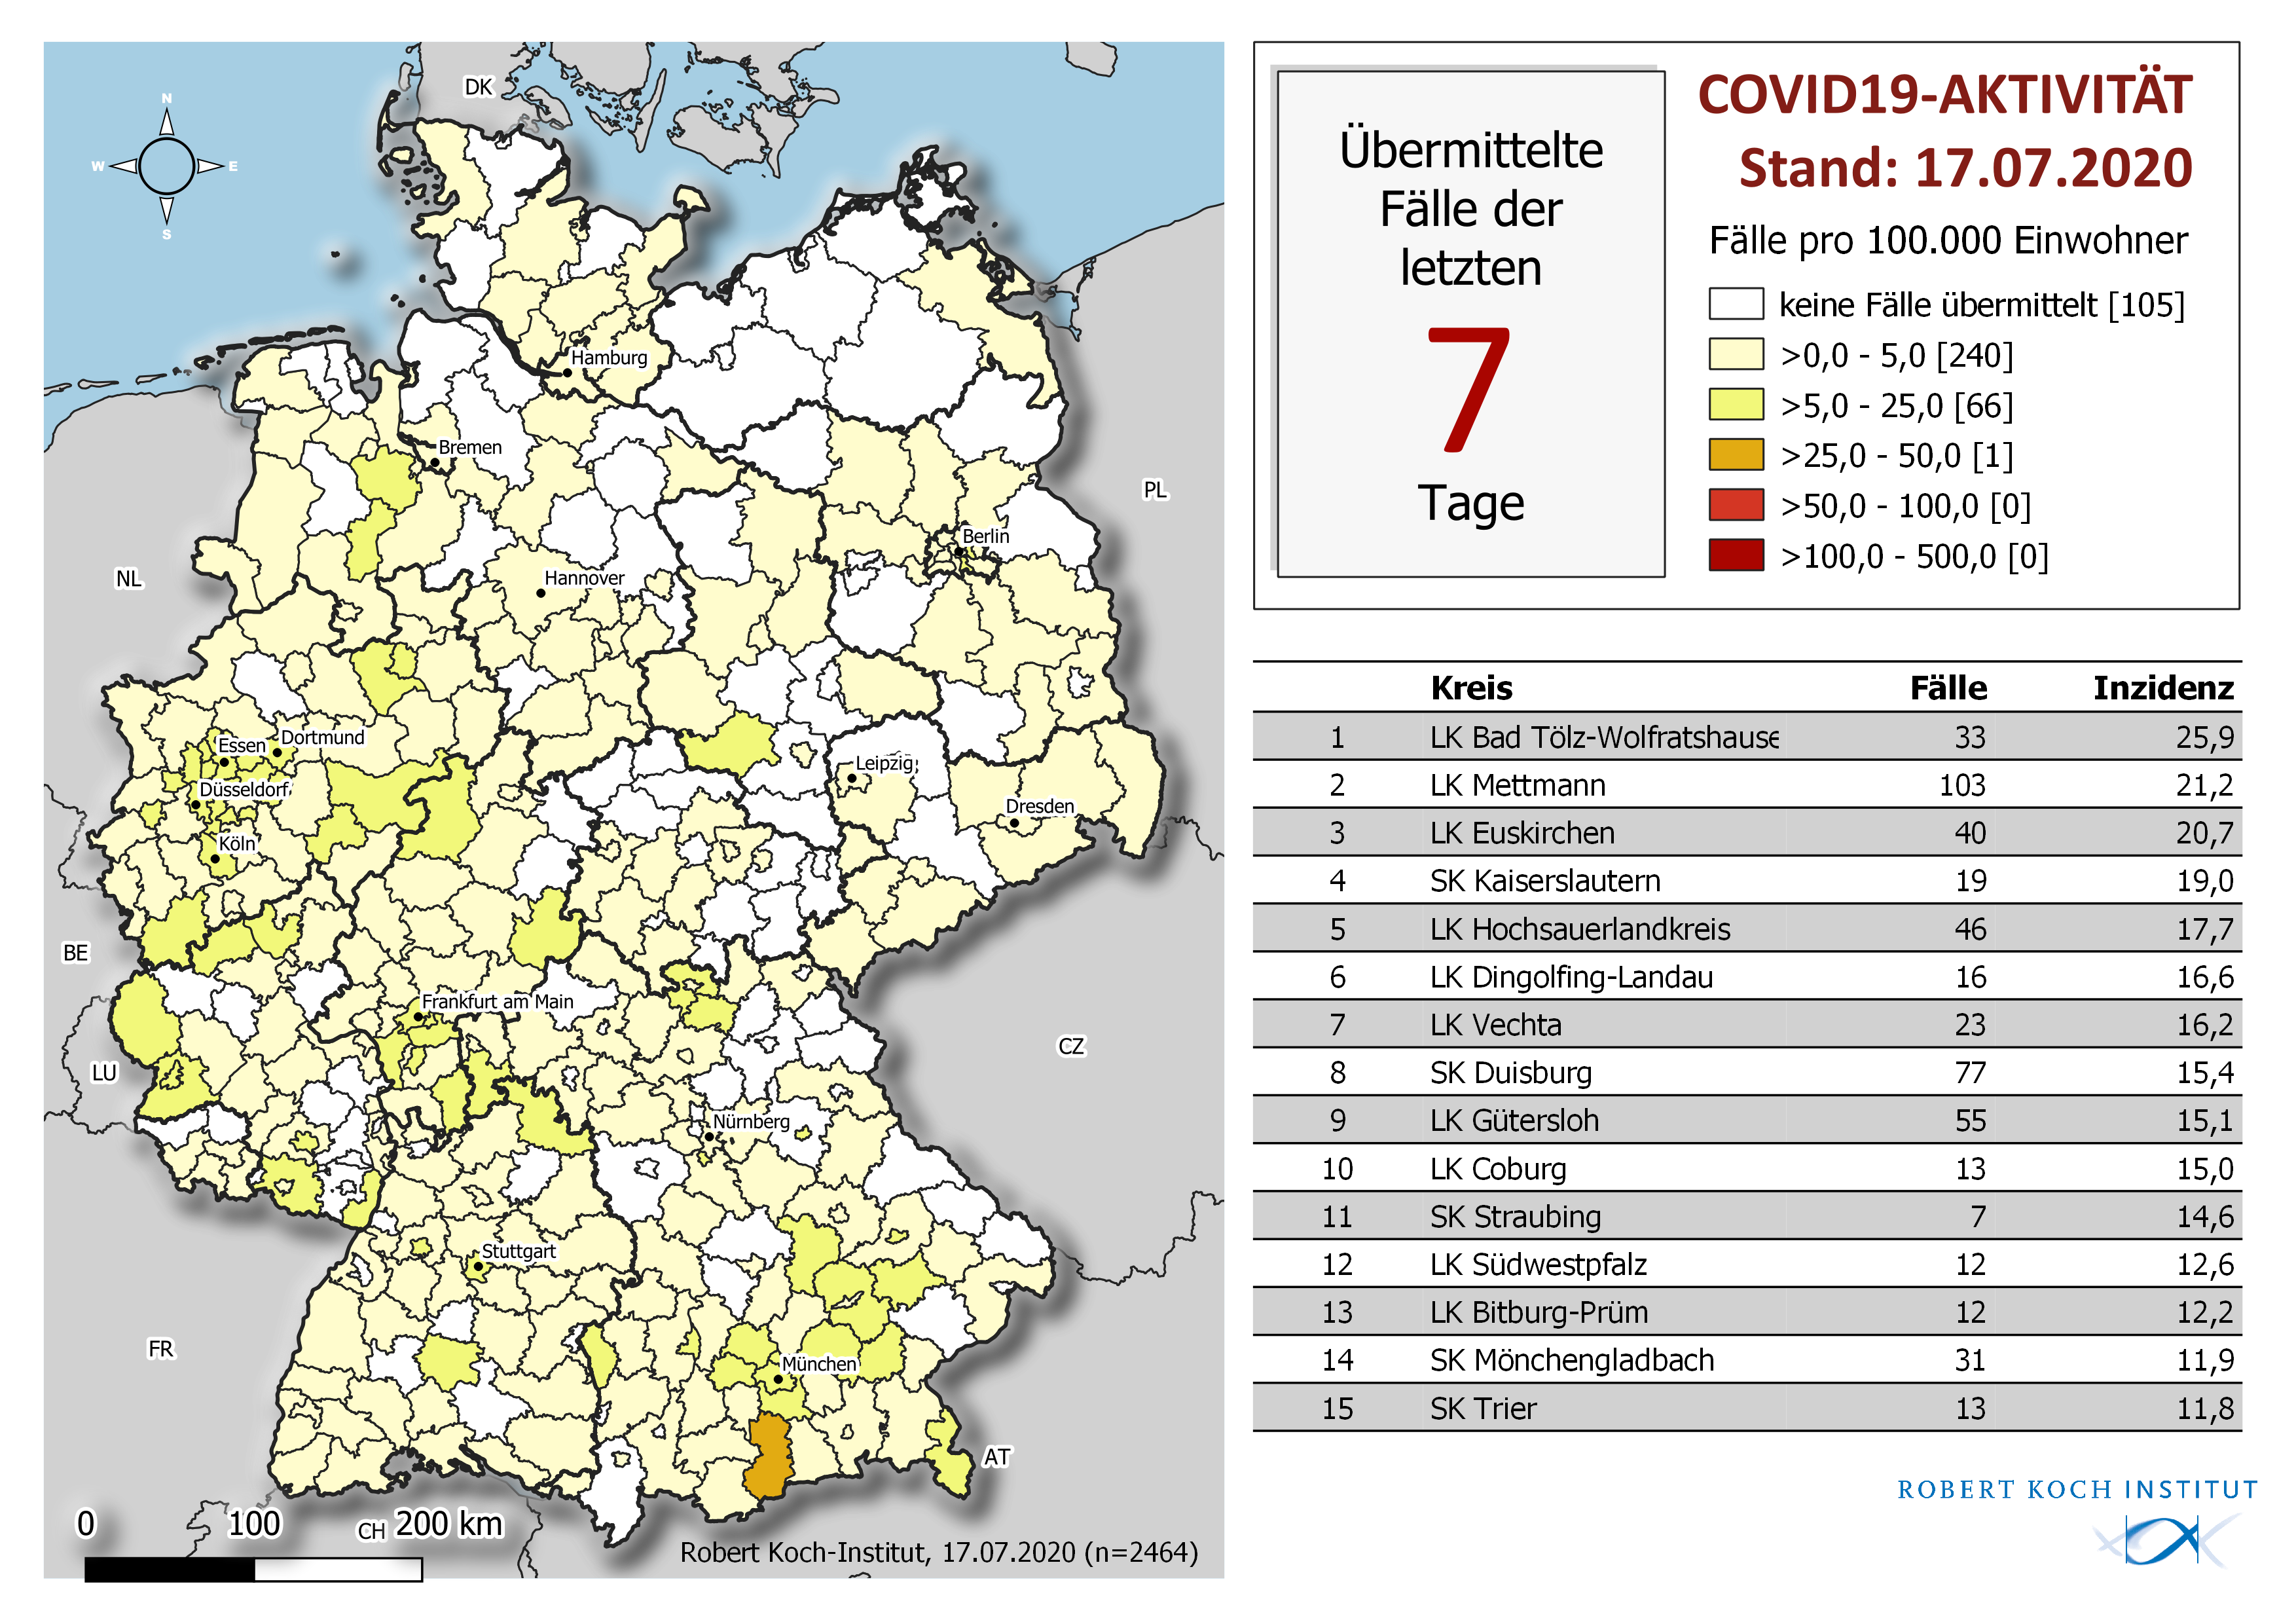 N
W
E
S
DK
Hamburg
Bremen
PL
Berlin
NL
Hannover
Essen
Dortmund
Düsseldorf
Leipzig
Dresden
Köln
BE
Frankfurt am Main
CZ
LU
Nürnberg
Stuttgart
FR
München
AT
0
100
CH
200 km
Robert Koch-Institut, 17.07.2020 (n=2464)
Übermittelte
Fälle der
letzten
7
Tage
COVID19-AKTIVITÄT
Stand: 17.07.2020
Fälle pro 100.000 Einwohner
keine Fälle übermittelt [105]
>0,0 - 5,0 [240]
>5,0 - 25,0 [66]
>25,0 - 50,0 [1]
>50,0 - 100,0 [0]
>100,0 - 500,0 [0]
Kreis Fälle Inzidenz
1 LK Bad Tölz-Wolfratshause 33 25,9
2 LK Mettmann 103 21,2
3 LK Euskirchen 40 20,7
4 SK Kaiserslautern 19 19,0
5 LK Hochsauerlandkreis 46 17,7
6 LK Dingolfing-Landau 16 16,6
7 LK Vechta 23 16,2
8 SK Duisburg 77 15,4
9 LK Gütersloh 55 15,1
10 LK Coburg 13 15,0
11 SK Straubing 7 14,6
12 LK Südwestpfalz 12 12,6
13 LK Bitburg-Prüm 12 12,2
14 SK Mönchengladbach 31 11,9
15 SK Trier 13 11,8
ROBERT KOCH INSTITUT